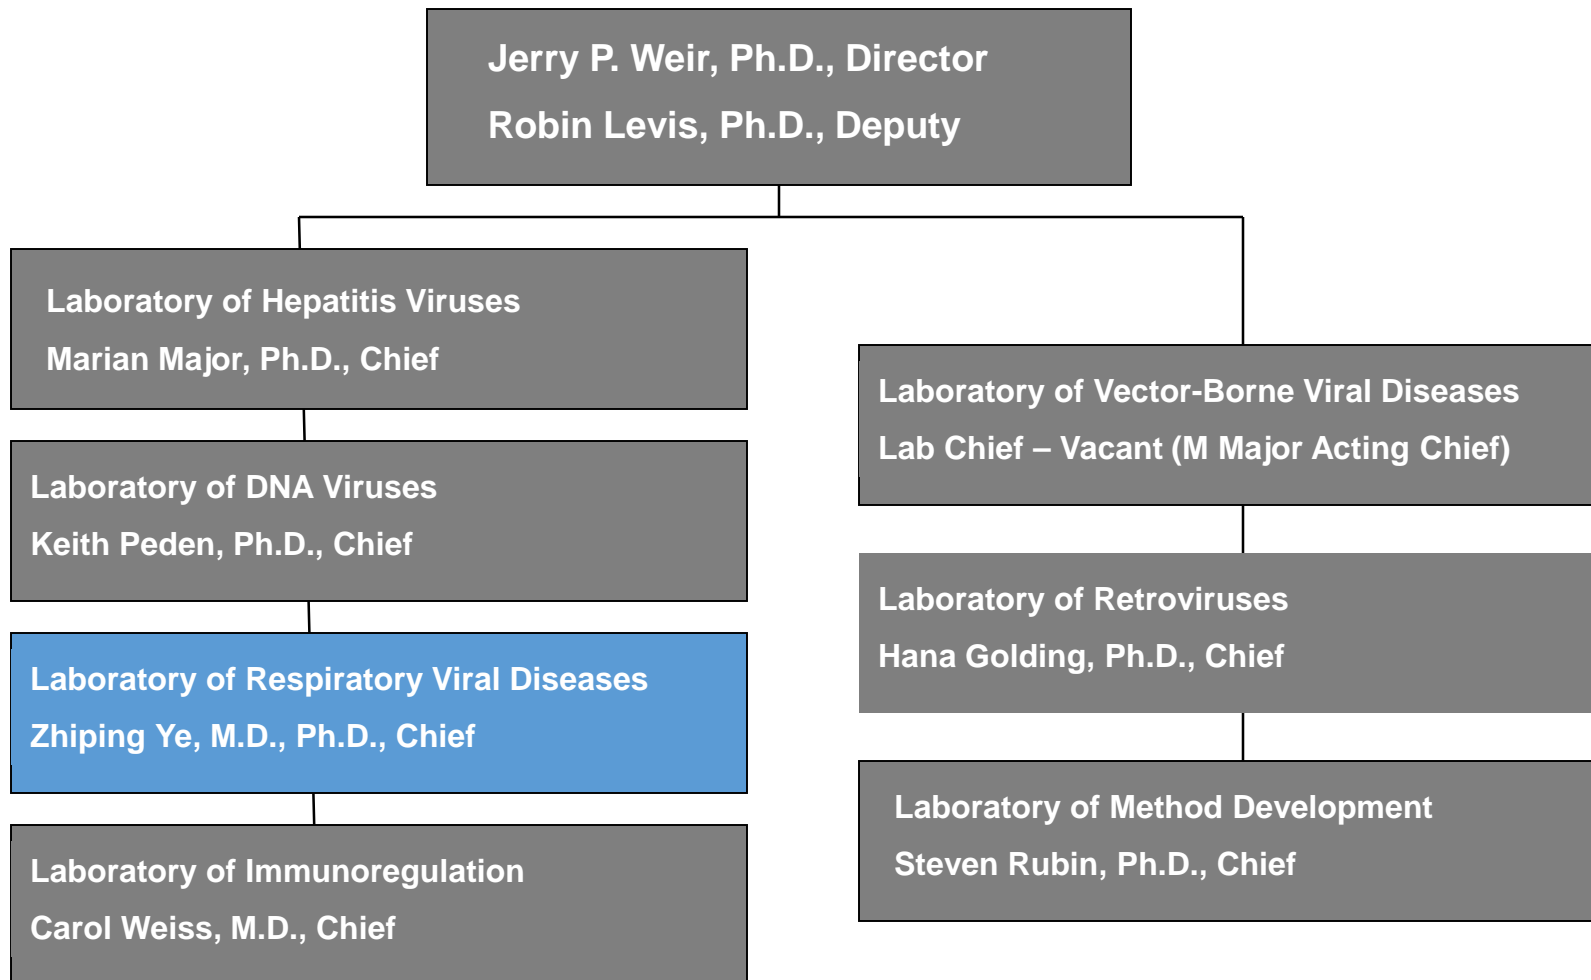 Jerry P. Weir, Ph.D., Director
Robin Levis, Ph.D., Deputy
Laboratory of Hepatitis Viruses
Marian Major, Ph.D., Chief
Laboratory of DNA Viruses
Keith Peden, Ph.D., Chief
Laboratory of Respiratory Viral Diseases
Zhiping Ye, M.D., Ph.D., Chief
Laboratory of Immunoregulation
Carol Weiss, M.D., Chief
Laboratory of Vector-Borne Viral Diseases
Lab Chief – Vacant (M Major Acting Chief)
Laboratory of Retroviruses
Hana Golding, Ph.D., Chief
Laboratory of Method Development
Steven Rubin, Ph.D., Chief